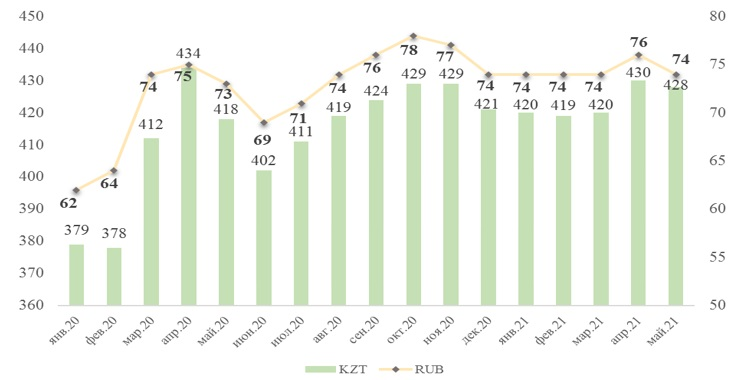 450
440
430
420
410
400
390
380
370
360
80
75
70
65
60
55
50
379
378
412
434
418
402
411
419
424
429
429
421
420
419
420
430
428
62
64
74
75
73
69
71
74
76
78
77
74
74
74
74
76
74
янв.20
фев.20
мар.20
апр.20
май.20
июн.20
июл.20
авг.20
сен.20
окт.20
ноя.20
дек.20
янв.21
фев.21
мар.21
апр.21
май.21
KZT
RUB